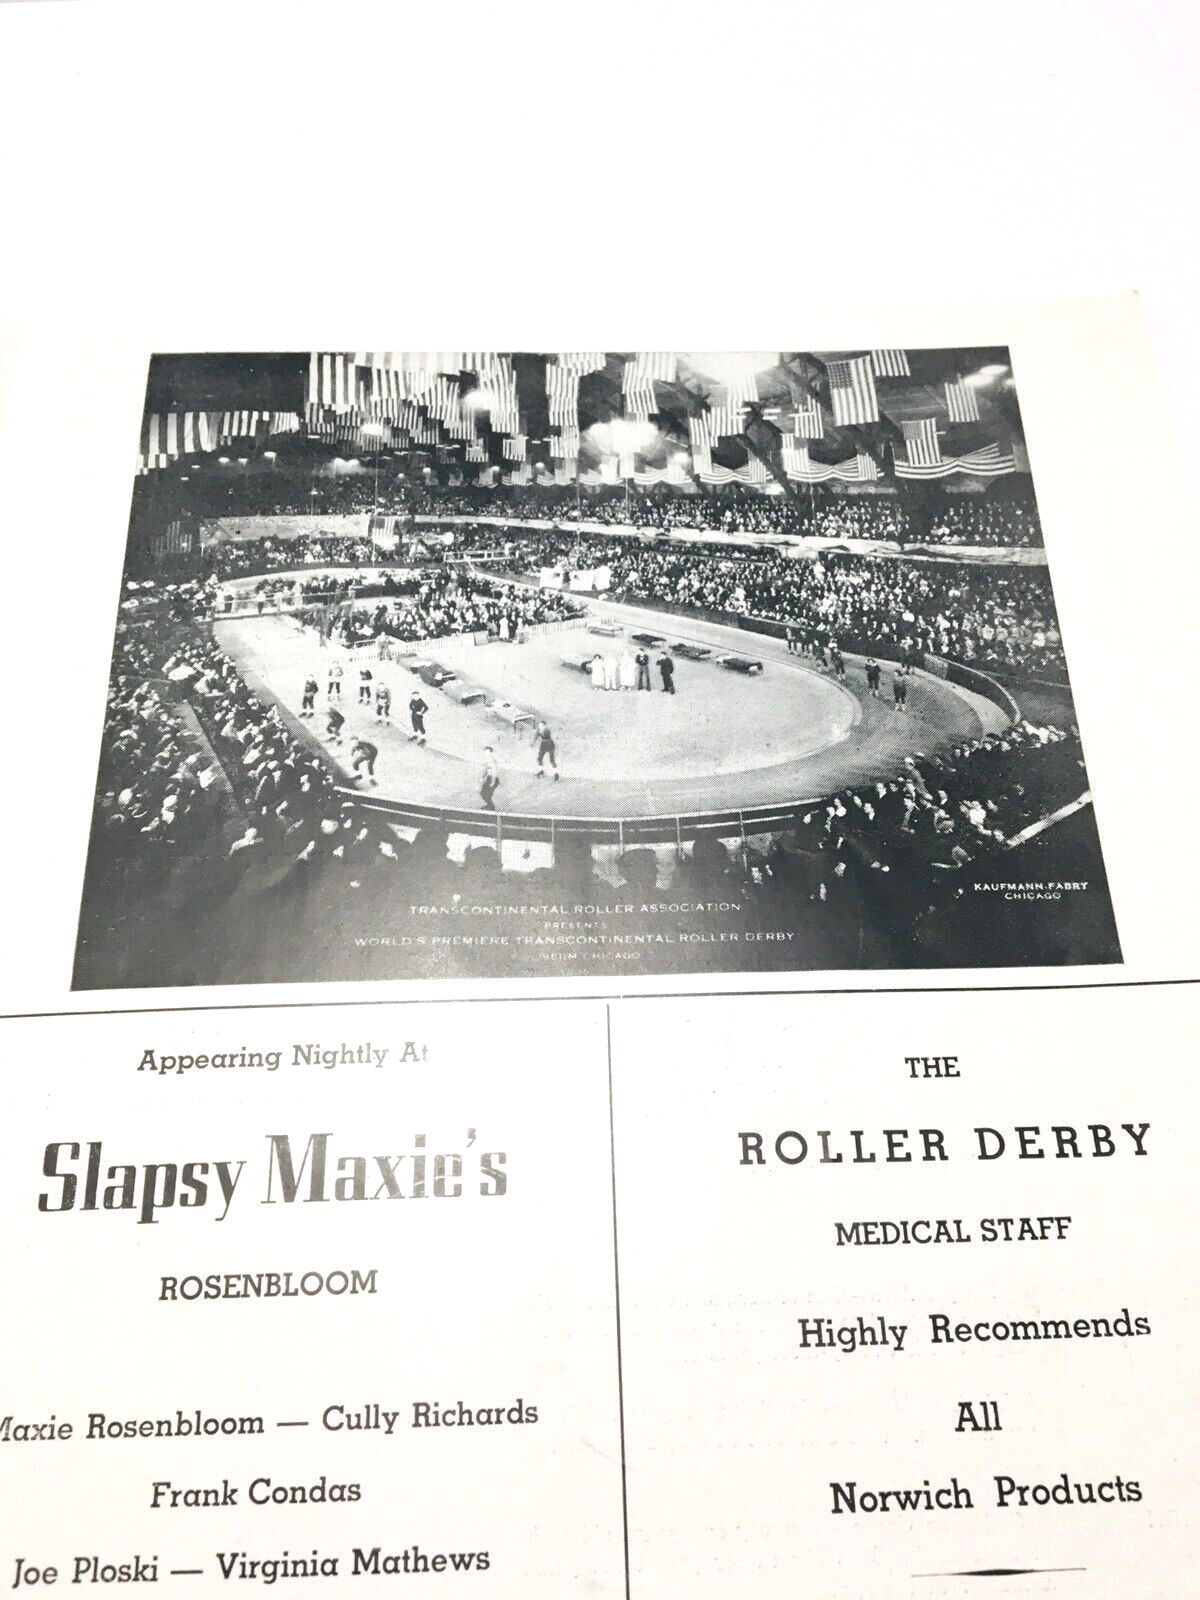 TRANSCONTINENTAL ROLLER ASSOCIATION
PRESENTS
WORLD'S PREMIERE TRANSCONTINENTAL ROLLER DERBY
CHICAGO
KAUFMANN-FABRY
CHICAGO
Appearing Nightly At
Slapsy Maxie's
ROSENBLOOM
Maxie Rosenbloom — Cully Richards
Frank Condas
Joe Ploski — Virginia Mathews
THE
ROLLER DERBY
MEDICAL STAFF
Highly Recommends
All
Norwich Products